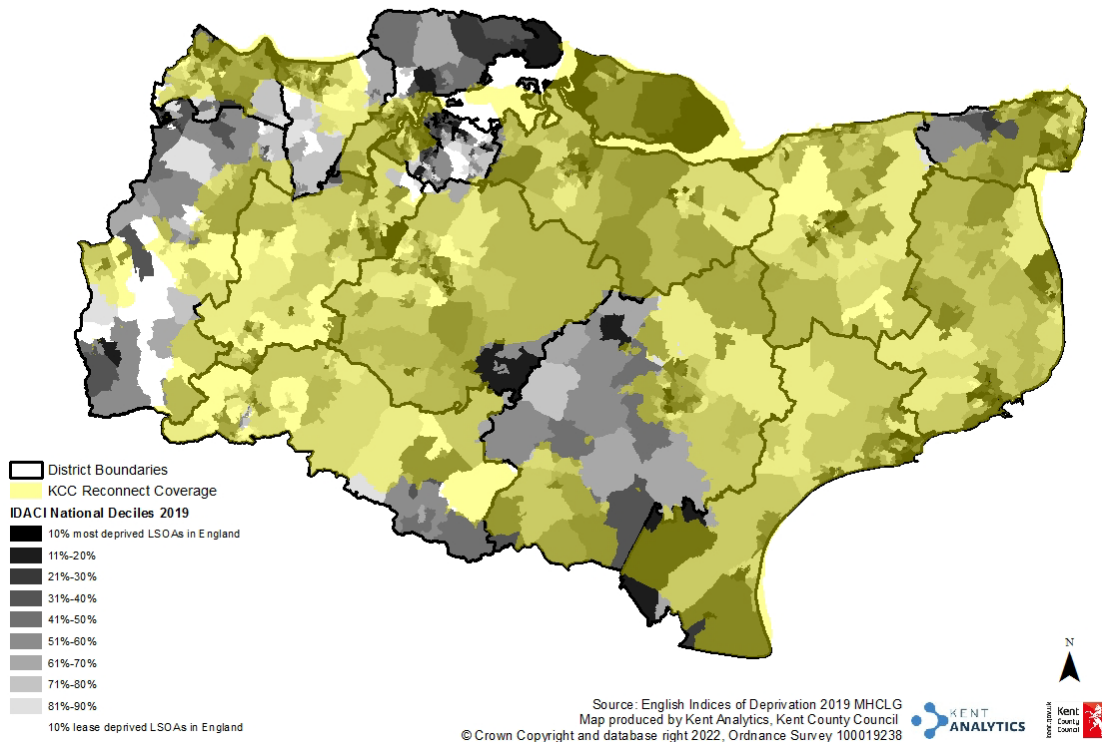 District Boundaries
KCC Reconnect Coverage
IDACI National Deciles 2019
10% most deprived LSOAs in England
11%-20%
21%-30%
31%-40%
41%-50%
51%-60%
61%-70%
71%-80%
81%-90%
10% lease deprived LSOAs in England
N
Source: English Indices of Deprivation 2019 MHCLG
Map produced by Kent Analytics, Kent County Council
© Crown Copyright and database right 2022, Ordnance Survey 100019238
KENT
ANALYTICS
kent.gov.uk
Kent
County
Council